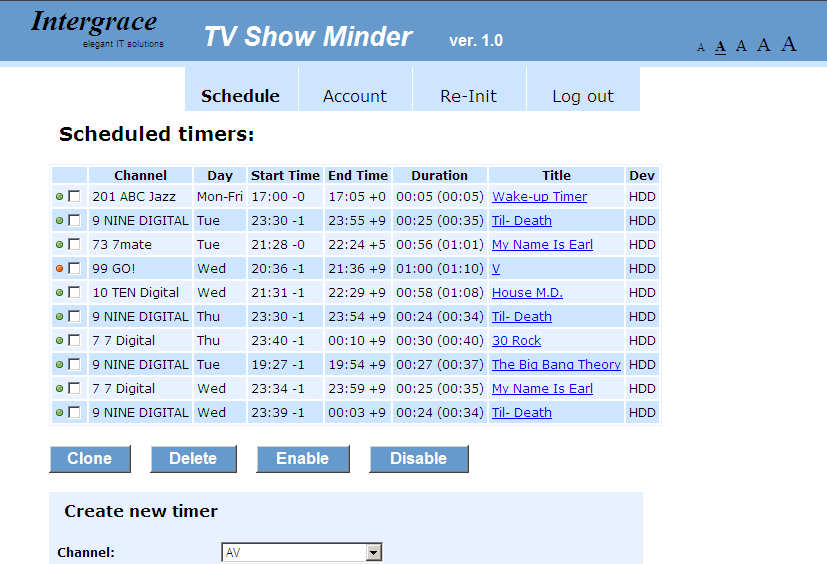 Intergrace
elegant IT solutions
TV Show Minder ver. 1.0
A A A A A
Schedule Account Re-Init Log out
Scheduled timers:
Channel Day Start Time End Time Duration Title Dev
201 ABC Jazz Mon-Fri 17:00 -0 17:05 +0 00:05 (00:05) Wake-up Timer HDD
9 NINE DIGITAL Tue 23:30 -1 23:55 +9 00:25 (00:35) Til- Death HDD
73 7mate Tue 21:28 -0 22:24 +5 00:56 (01:01) My Name Is Earl HDD
99 GO! Wed 20:36 -1 21:36 +9 01:00 (01:10) V HDD
10 TEN Digital Wed 21:31 -1 22:29 +9 00:58 (01:08) House M.D. HDD
9 NINE DIGITAL Thu 23:30 -1 23:54 +9 00:24 (00:34) Til- Death HDD
7 7 Digital Thu 23:40 -1 00:10 +9 00:30 (00:40) 30 Rock HDD
9 NINE DIGITAL Tue 19:27 -1 19:54 +9 00:27 (00:37) The Big Bang Theory HDD
7 7 Digital Wed 23:34 -1 23:59 +9 00:25 (00:35) My Name Is Earl HDD
9 NINE DIGITAL Wed 23:39 -1 00:03 +9 00:24 (00:34) Til- Death HDD
Clone Delete Enable Disable
Create new timer
Channel: AV